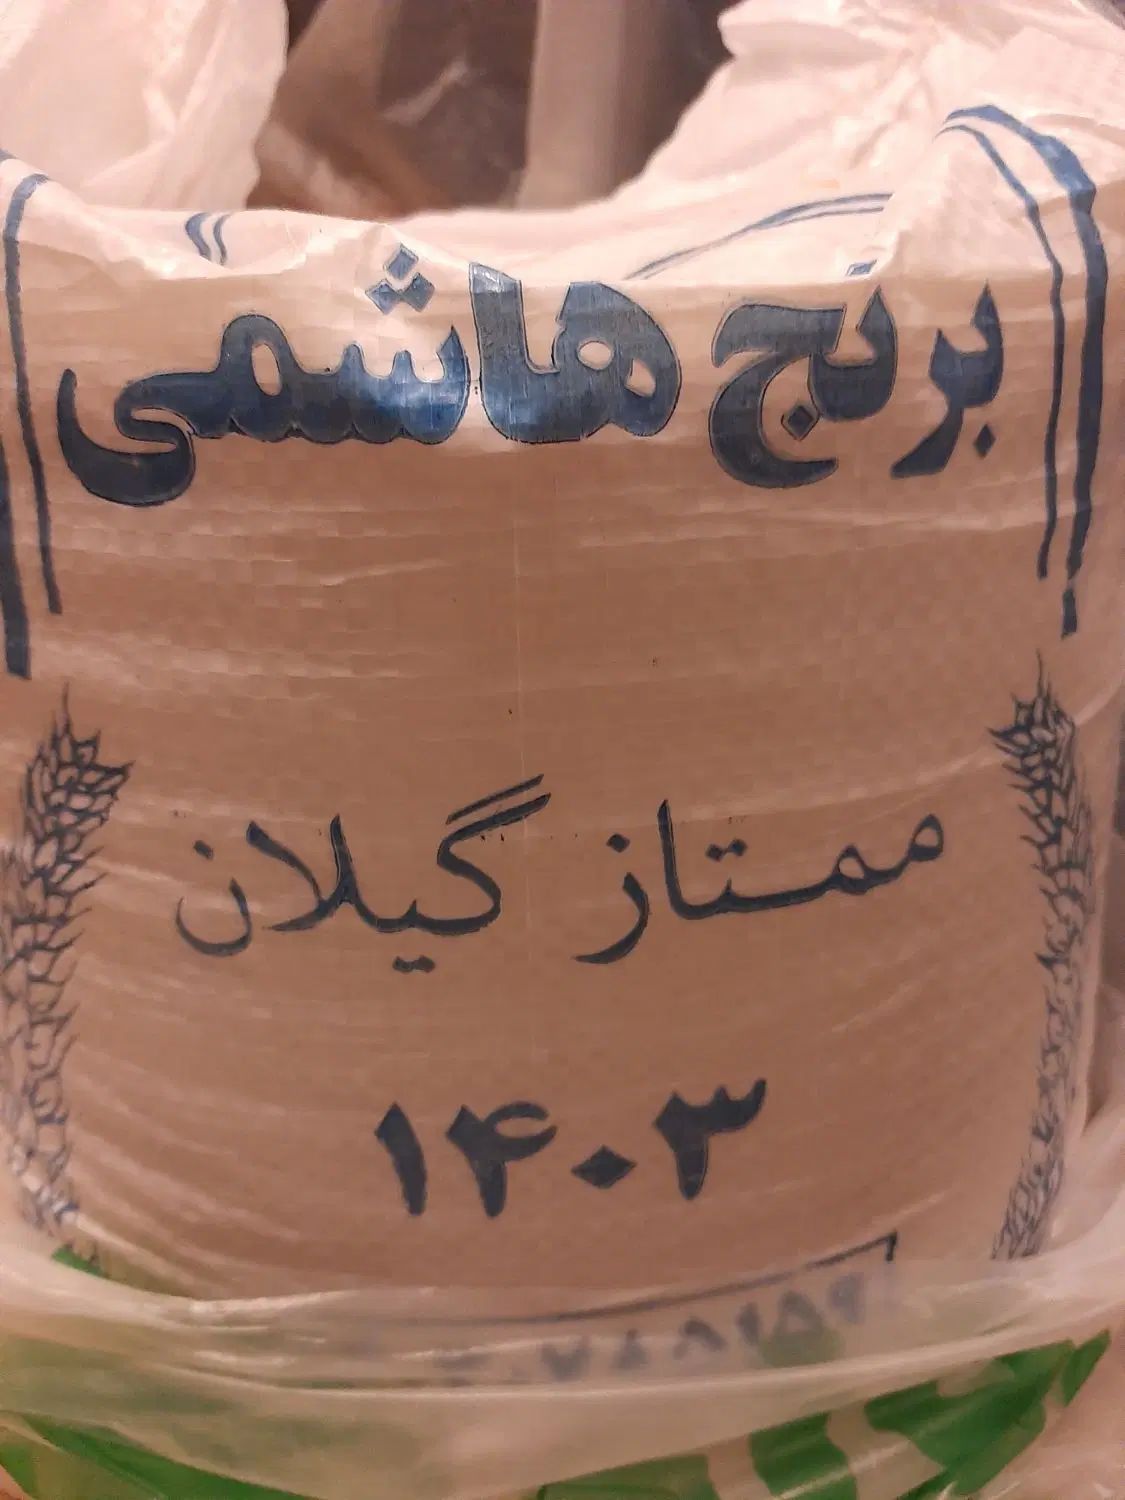 برنج هاشمی
ممتاز گیلان
۱۴۰۳